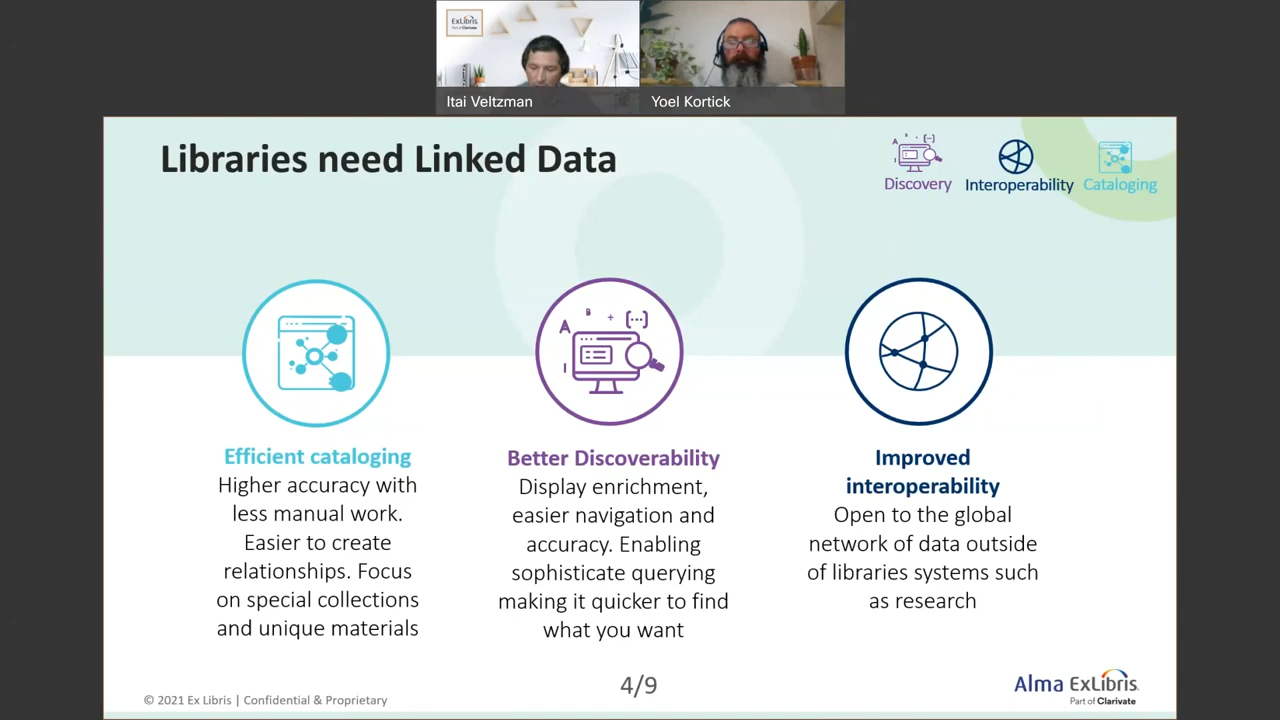 ExLibris
Part of Clarivate
Itai Veltzman
Yoel Kortick
Libraries need Linked Data
A
{...}
Discovery
Interoperability
Cataloging
A
+
{...}
Efficient cataloging
Higher accuracy with
less manual work.
Easier to create
relationships. Focus
on special collections
and unique materials
Better Discoverability
Display enrichment,
easier navigation and
accuracy. Enabling
sophisticate querying
making it quicker to find
what you want
Improved
interoperability
Open to the global
network of data outside
of libraries systems such
as research
© 2021 Ex Libris | Confidential & Proprietary
4/9
Alma ExLibris
Part of Clarivate